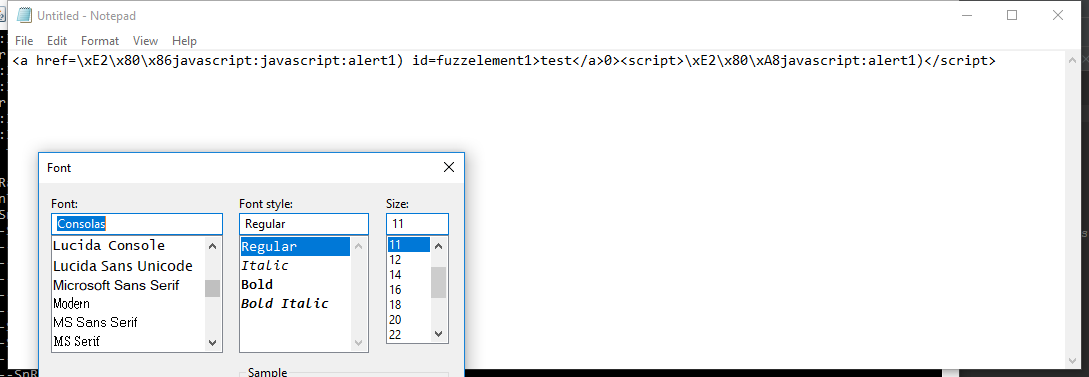 Untitled - Notepad
File Edit Format View Help
<a href=\xE2\x80\x86javascript:javascript:alert1) id=fuzzelement1>test</a>0><script>\xE2\x80\xA8javascript:alert1)</script>
Font
Font: Font style: Size:
Consolas Regular 11
Lucida Console Regular 11
Lucida Sans Unicode Italic 12
Microsoft Sans Serif Bold 14
Modern Bold Italic 16
MS Sans Serif 18
MS Serif 20
22
Sample